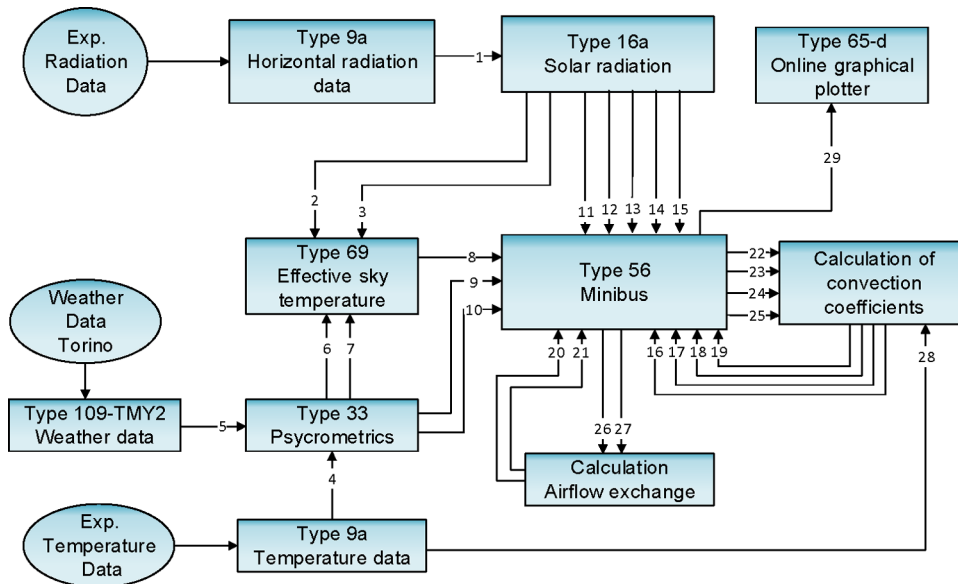 Exp.
Radiation
Data
Type 9a
Horizontal radiation
data
1
Type 16a
Solar radiation
Type 65-d
Online graphical
plotter
29
2
3
11
12
13
14
15
Type 69
Effective sky
temperature
8
9
10
Type 56
Minibus
22
23
24
25
Calculation of
convection
coefficients
Weather
Data
Torino
6
7
20
21
16
17
18
19
28
Type 109-TMY2
Weather data
5
Type 33
Psycrometrics
26
27
4
Calculation
Airflow exchange
Exp.
Temperature
Data
Type 9a
Temperature data